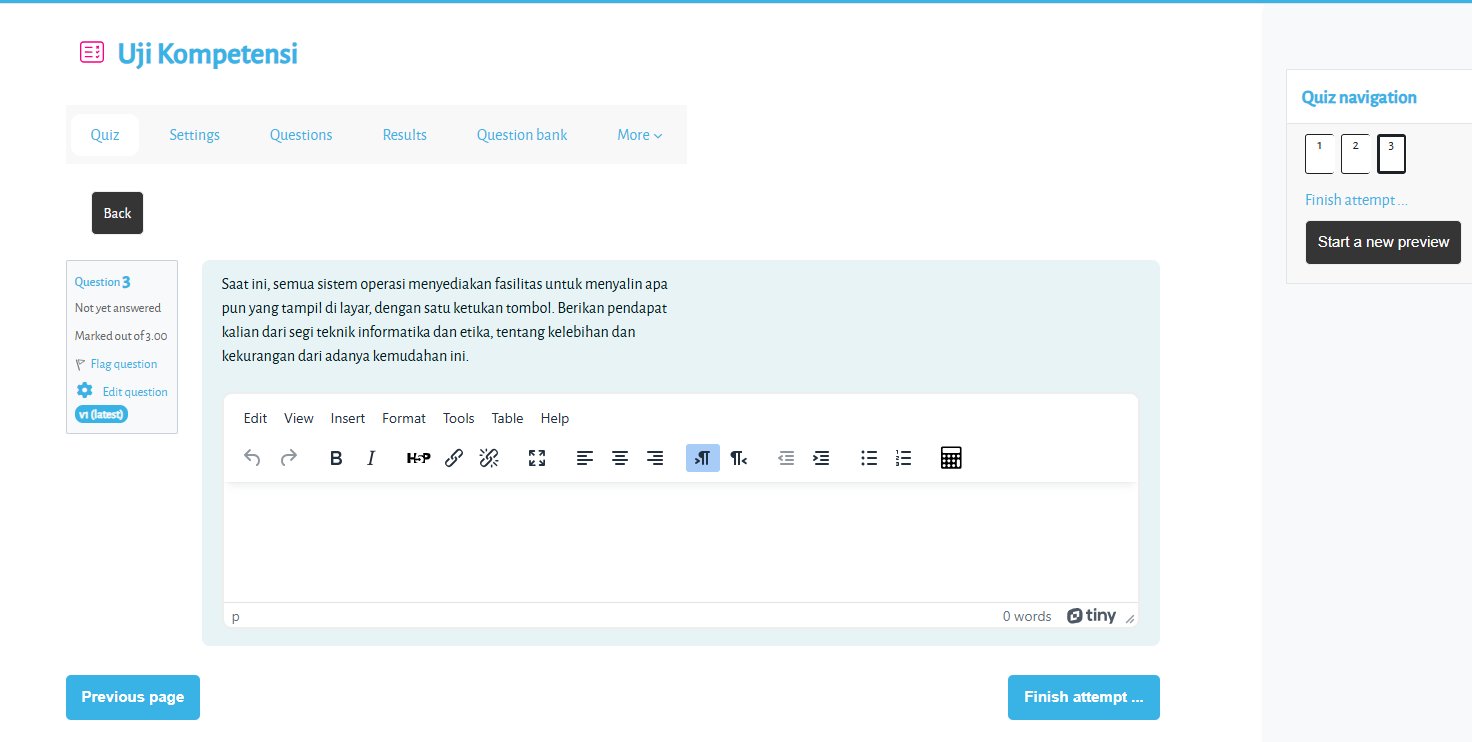 Uji Kompetensi
Quiz Settings Questions Results Question bank More
Back
Question 3
Not yet answered
Marked out of 3.00
Flag question
Edit question
v1 (latest)
Saat ini, semua sistem operasi menyediakan fasilitas untuk menyalin apa
pun yang tampil di layar, dengan satu ketukan tombol. Berikan pendapat
kalian dari segi teknik informatika dan etika, tentang kelebihan dan
kekurangan dari adanya kemudahan ini.
Edit View Insert Format Tools Table Help
B I H5P
p 0 words tiny
Previous page Finish attempt ...
Quiz navigation
1 2 3
Finish attempt ...
Start a new preview